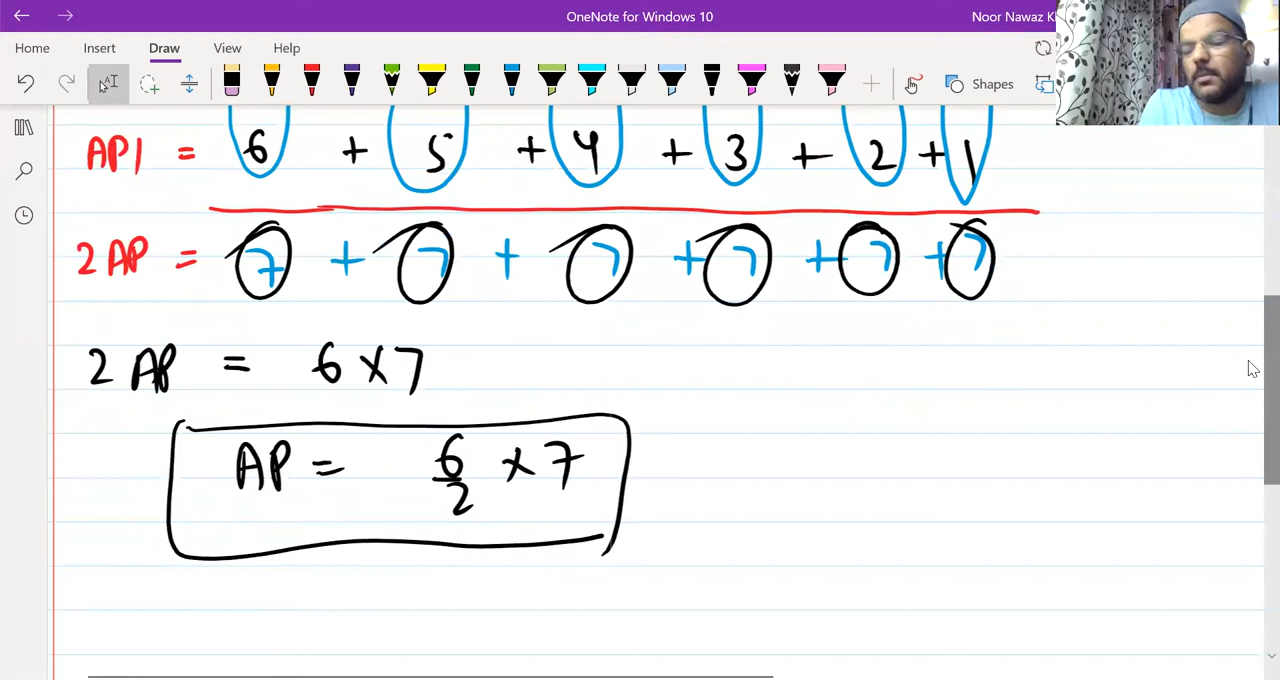 OneNote for Windows 10
Noor Nawaz K
Home Insert Draw View Help
Shapes
AP1 = 6 + 5 + 4 + 3 + 2 + 1
2 AP = 7 + 7 + 7 + 7 + 7 + 7
2 AP = 6 × 7
AP = 6/2 × 7